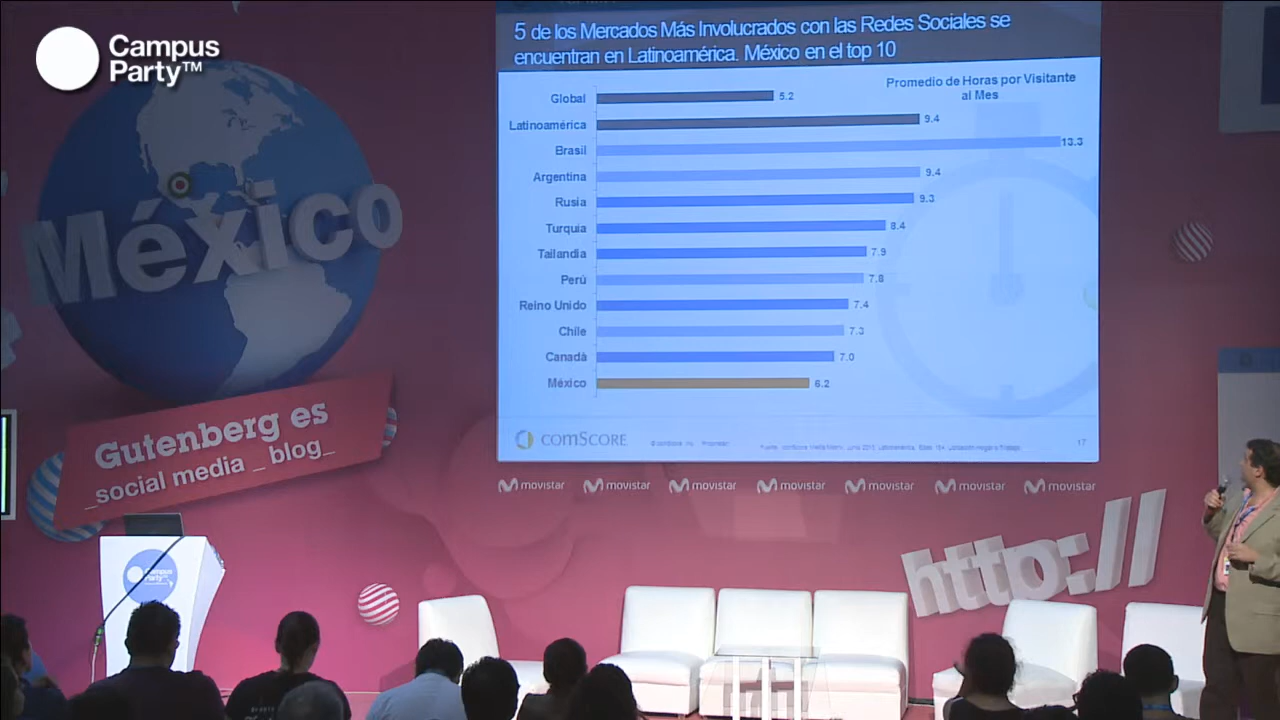 Campus
Party™
5 de los Mercados Más Involucrados con las Redes Sociales se
encuentran en Latinoamérica. México en el top 10
Promedio de Horas por Visitante
al Mes
Global 5.2
Latinoamérica 9.4
Brasil 13.3
Argentina 9.4
Rusia 9.3
Turquia 8.4
Tailandia 7.9
Perú 7.8
Reino Unido 7.4
Chile 7.3
Canadá 7.0
México 6.2
comScore
17
movistar movistar movistar movistar movistar movistar movistar
México
Gutenberg es
_social media _ blog_
http://
Campus
Party™